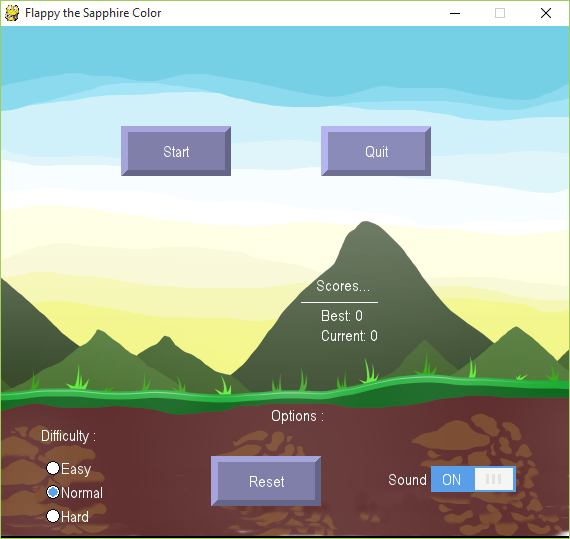 Flappy the Sapphire Color
Start
Quit
Scores...
Best: 0
Current: 0
Options :
Difficulty :
Easy
Normal
Hard
Reset
Sound ON